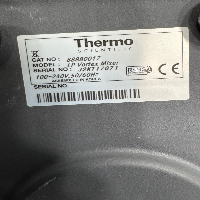 Thermo
SCIENTIFIC
CAT NO : 88880017
MODEL : LP Vortex Mixer
SERIAL NO :
100-240V,50/60Hz